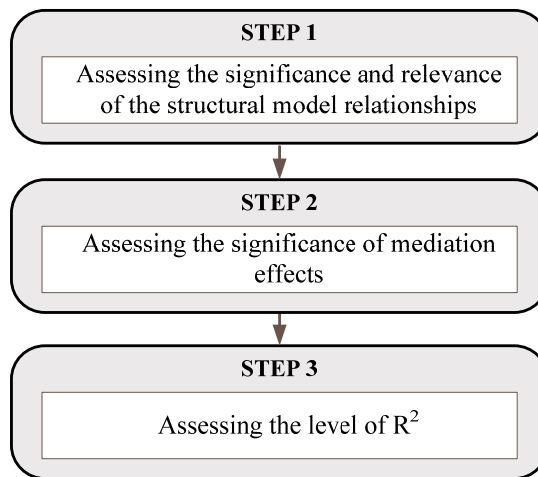 STEP 1
Assessing the significance and relevance
of the structural model relationships
STEP 2
Assessing the significance of mediation
effects
STEP 3
Assessing the level of R²